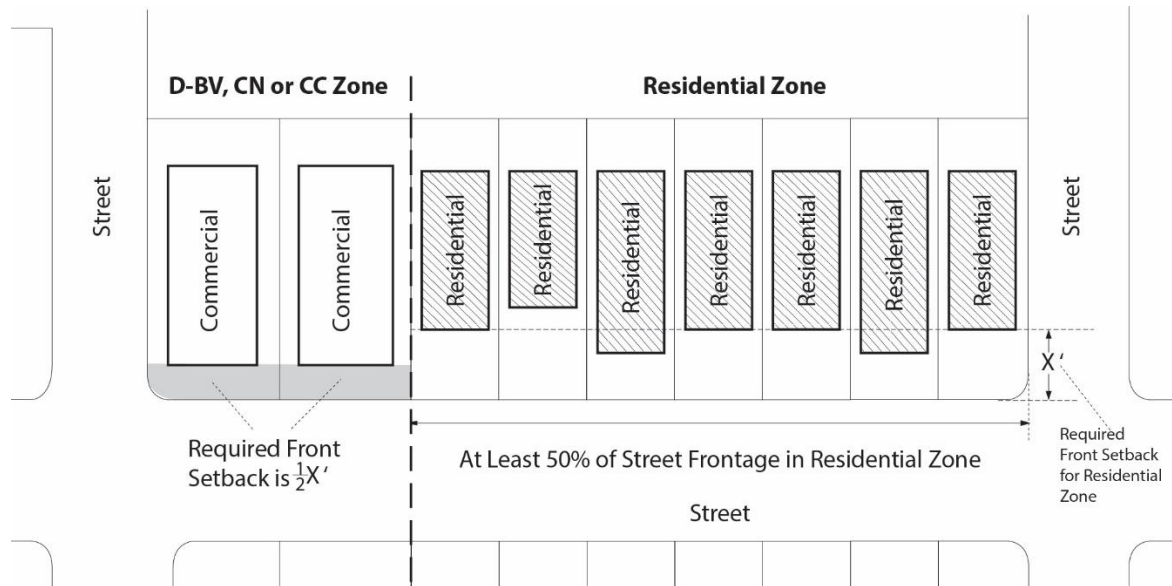 D-BV, CN or CC Zone
Residential Zone
Street
Commercial
Commercial
Residential
Residential
Residential
Residential
Residential
Residential
Residential
Street
X '
Required Front
Setback is ½X '
At Least 50% of Street Frontage in Residential Zone
Required
Front Setback
for Residential
Zone
Street